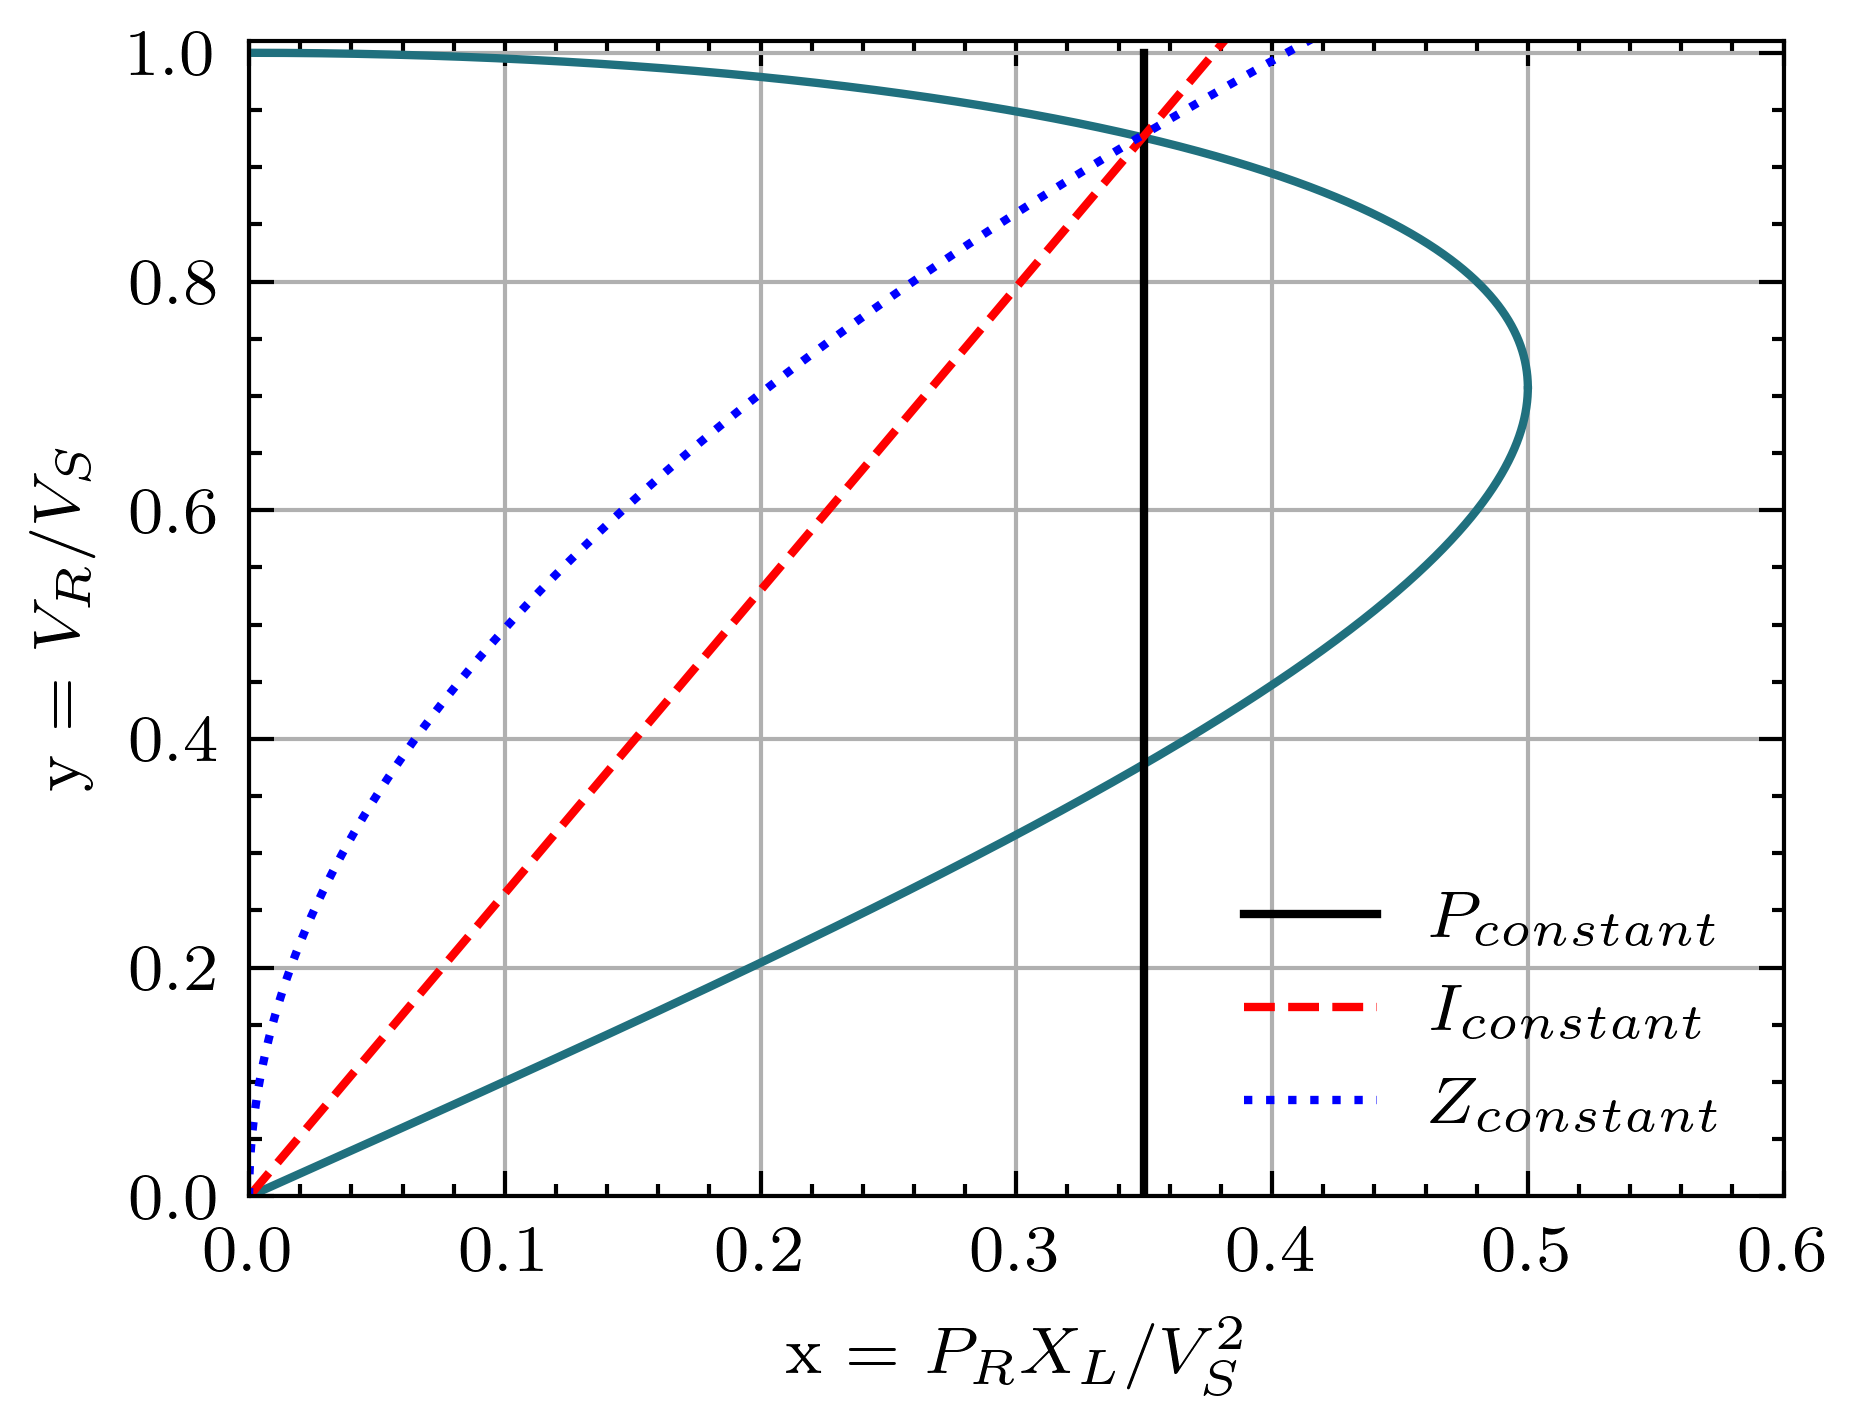 1.0
0.8
0.6
0.4
0.2
0.0
y = V_R/V_S
0.0 0.1 0.2 0.3 0.4 0.5 0.6
x = P_R X_L/V_S^2
P_constant
I_constant
Z_constant